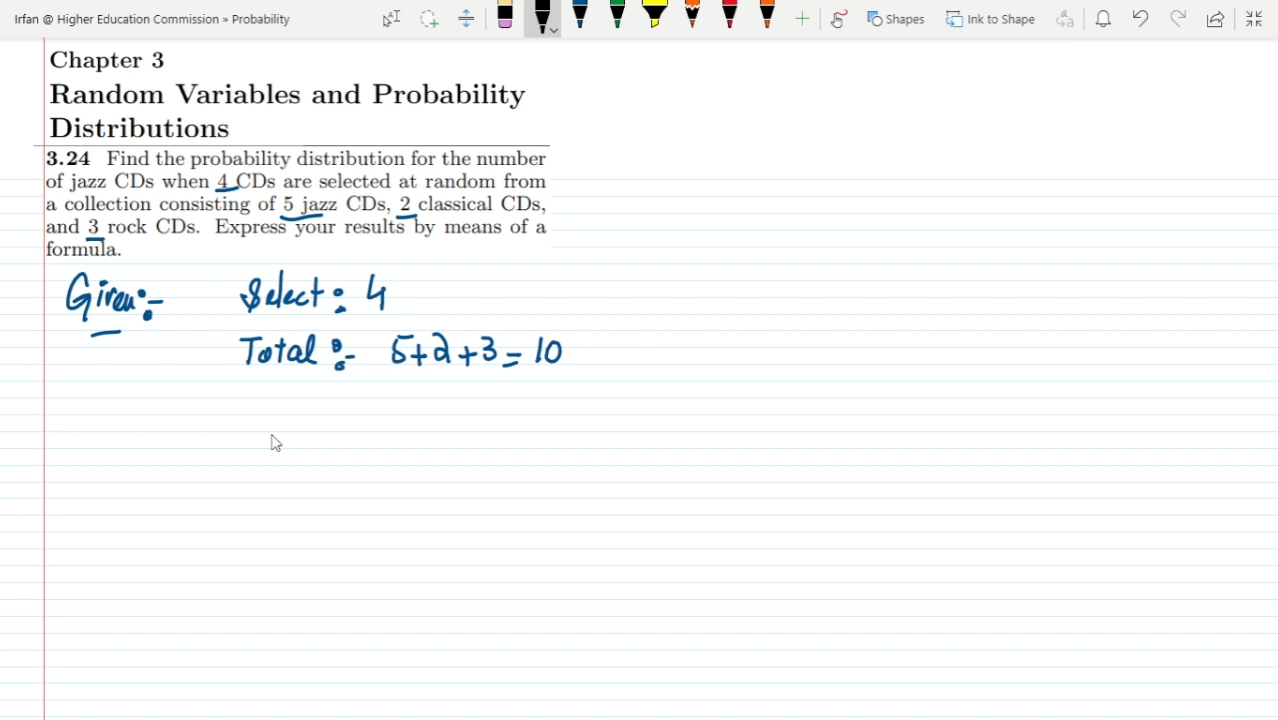 Irfan @ Higher Education Commission » Probability
Shapes
Ink to Shape
Chapter 3
Random Variables and Probability
Distributions
3.24 Find the probability distribution for the number
of jazz CDs when 4 CDs are selected at random from
a collection consisting of 5 jazz CDs, 2 classical CDs,
and 3 rock CDs. Express your results by means of a
formula.
Given:- Select: 4
Total:- 5+2+3=10